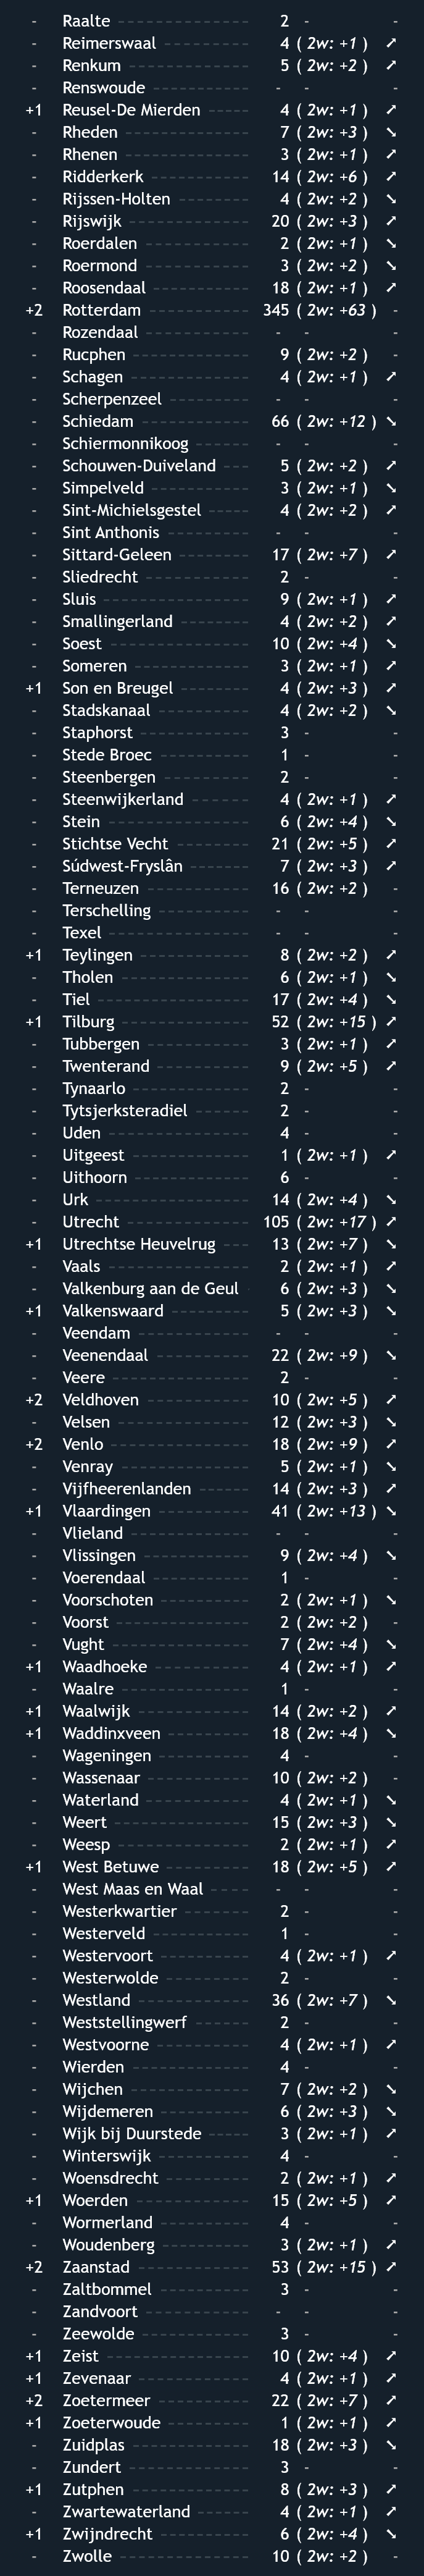 - Raalte 2 - -
- Reimerswaal 4 ( 2w: +1 ) ↗
- Renkum 5 ( 2w: +2 ) ↗
- Renswoude - - -
+1 Reusel-De Mierden 4 ( 2w: +1 ) ↗
- Rheden 7 ( 2w: +3 ) ↘
- Rhenen 3 ( 2w: +1 ) ↗
- Ridderkerk 14 ( 2w: +6 ) ↗
- Rijssen-Holten 4 ( 2w: +2 ) ↘
- Rijswijk 20 ( 2w: +3 ) ↗
- Roerdalen 2 ( 2w: +1 ) ↘
- Roermond 3 ( 2w: +2 ) ↘
- Roosendaal 18 ( 2w: +1 ) ↗
+2 Rotterdam 345 ( 2w: +63 ) -
- Rozendaal - - -
- Rucphen 9 ( 2w: +2 ) -
- Schagen 4 ( 2w: +1 ) ↗
- Scherpenzeel - - -
- Schiedam 66 ( 2w: +12 ) ↘
- Schiermonnikoog - - -
- Schouwen-Duiveland 5 ( 2w: +2 ) ↗
- Simpelveld 3 ( 2w: +1 ) ↘
- Sint-Michielsgestel 4 ( 2w: +2 ) ↗
- Sint Anthonis - - -
- Sittard-Geleen 17 ( 2w: +7 ) ↗
- Sliedrecht 2 - -
- Sluis 9 ( 2w: +1 ) ↗
- Smallingerland 4 ( 2w: +2 ) ↗
- Soest 10 ( 2w: +4 ) ↘
- Someren 3 ( 2w: +1 ) ↗
+1 Son en Breugel 4 ( 2w: +3 ) ↗
- Stadskanaal 4 ( 2w: +2 ) ↘
- Staphorst 3 - -
- Stede Broec 1 - -
- Steenbergen 2 - -
- Steenwijkerland 4 ( 2w: +1 ) ↗
- Stein 6 ( 2w: +4 ) ↘
- Stichtse Vecht 21 ( 2w: +5 ) ↗
- Súdwest-Fryslân 7 ( 2w: +3 ) ↗
- Terneuzen 16 ( 2w: +2 ) -
- Terschelling - - -
- Texel - - -
+1 Teylingen 8 ( 2w: +2 ) ↗
- Tholen 6 ( 2w: +1 ) ↘
- Tiel 17 ( 2w: +4 ) ↘
+1 Tilburg 52 ( 2w: +15 ) ↗
- Tubbergen 3 ( 2w: +1 ) ↗
- Twenterand 9 ( 2w: +5 ) ↗
- Tynaarlo 2 - -
- Tytsjerksteradiel 2 - -
- Uden 4 - -
- Uitgeest 1 ( 2w: +1 ) ↗
- Uithoorn 6 - -
- Urk 14 ( 2w: +4 ) ↘
- Utrecht 105 ( 2w: +17 ) ↗
+1 Utrechtse Heuvelrug 13 ( 2w: +7 ) ↘
- Vaals 2 ( 2w: +1 ) ↗
- Valkenburg aan de Geul 6 ( 2w: +3 ) ↘
+1 Valkenswaard 5 ( 2w: +3 ) ↘
- Veendam - - -
- Veenendaal 22 ( 2w: +9 ) ↘
- Veere 2 - -
+2 Veldhoven 10 ( 2w: +5 ) ↗
- Velsen 12 ( 2w: +3 ) ↘
+2 Venlo 18 ( 2w: +9 ) ↗
- Venray 5 ( 2w: +1 ) ↘
- Vijfheerenlanden 14 ( 2w: +3 ) ↗
+1 Vlaardingen 41 ( 2w: +13 ) ↘
- Vlieland - - -
- Vlissingen 9 ( 2w: +4 ) ↘
- Voerendaal 1 - -
- Voorschoten 2 ( 2w: +1 ) ↘
- Voorst 2 ( 2w: +2 ) -
- Vught 7 ( 2w: +4 ) ↘
+1 Waadhoeke 4 ( 2w: +1 ) ↗
- Waalre 1 - -
+1 Waalwijk 14 ( 2w: +2 ) ↗
+1 Waddinxveen 18 ( 2w: +4 ) ↘
- Wageningen 4 - -
- Wassenaar 10 ( 2w: +2 ) -
- Waterland 4 ( 2w: +1 ) ↘
- Weert 15 ( 2w: +3 ) ↘
- Weesp 2 ( 2w: +1 ) ↗
+1 West Betuwe 18 ( 2w: +5 ) ↗
- West Maas en Waal - - -
- Westerkwartier 2 - -
- Westerveld 1 - -
- Westervoort 4 ( 2w: +1 ) ↗
- Westerwolde 2 - -
- Westland 36 ( 2w: +7 ) ↘
- Weststellingwerf 2 - -
- Westvoorne 4 ( 2w: +1 ) ↗
- Wierden 4 - -
- Wijchen 7 ( 2w: +2 ) ↘
- Wijdemeren 6 ( 2w: +3 ) ↘
- Wijk bij Duurstede 3 ( 2w: +1 ) ↗
- Winterswijk 4 - -
- Woensdrecht 2 ( 2w: +1 ) ↗
+1 Woerden 15 ( 2w: +5 ) ↗
- Wormerland 4 - -
- Woudenberg 3 ( 2w: +1 ) ↗
+2 Zaanstad 53 ( 2w: +15 ) ↗
- Zaltbommel 3 - -
- Zandvoort - - -
- Zeewolde 3 - -
+1 Zeist 10 ( 2w: +4 ) ↗
+1 Zevenaar 4 ( 2w: +1 ) ↗
+2 Zoetermeer 22 ( 2w: +7 ) ↗
+1 Zoeterwoude 1 ( 2w: +1 ) ↗
- Zuidplas 18 ( 2w: +3 ) ↘
- Zundert 3 - -
+1 Zutphen 8 ( 2w: +3 ) ↗
- Zwartewaterland 4 ( 2w: +1 ) ↗
+1 Zwijndrecht 6 ( 2w: +4 ) ↘
- Zwolle 10 ( 2w: +2 ) -